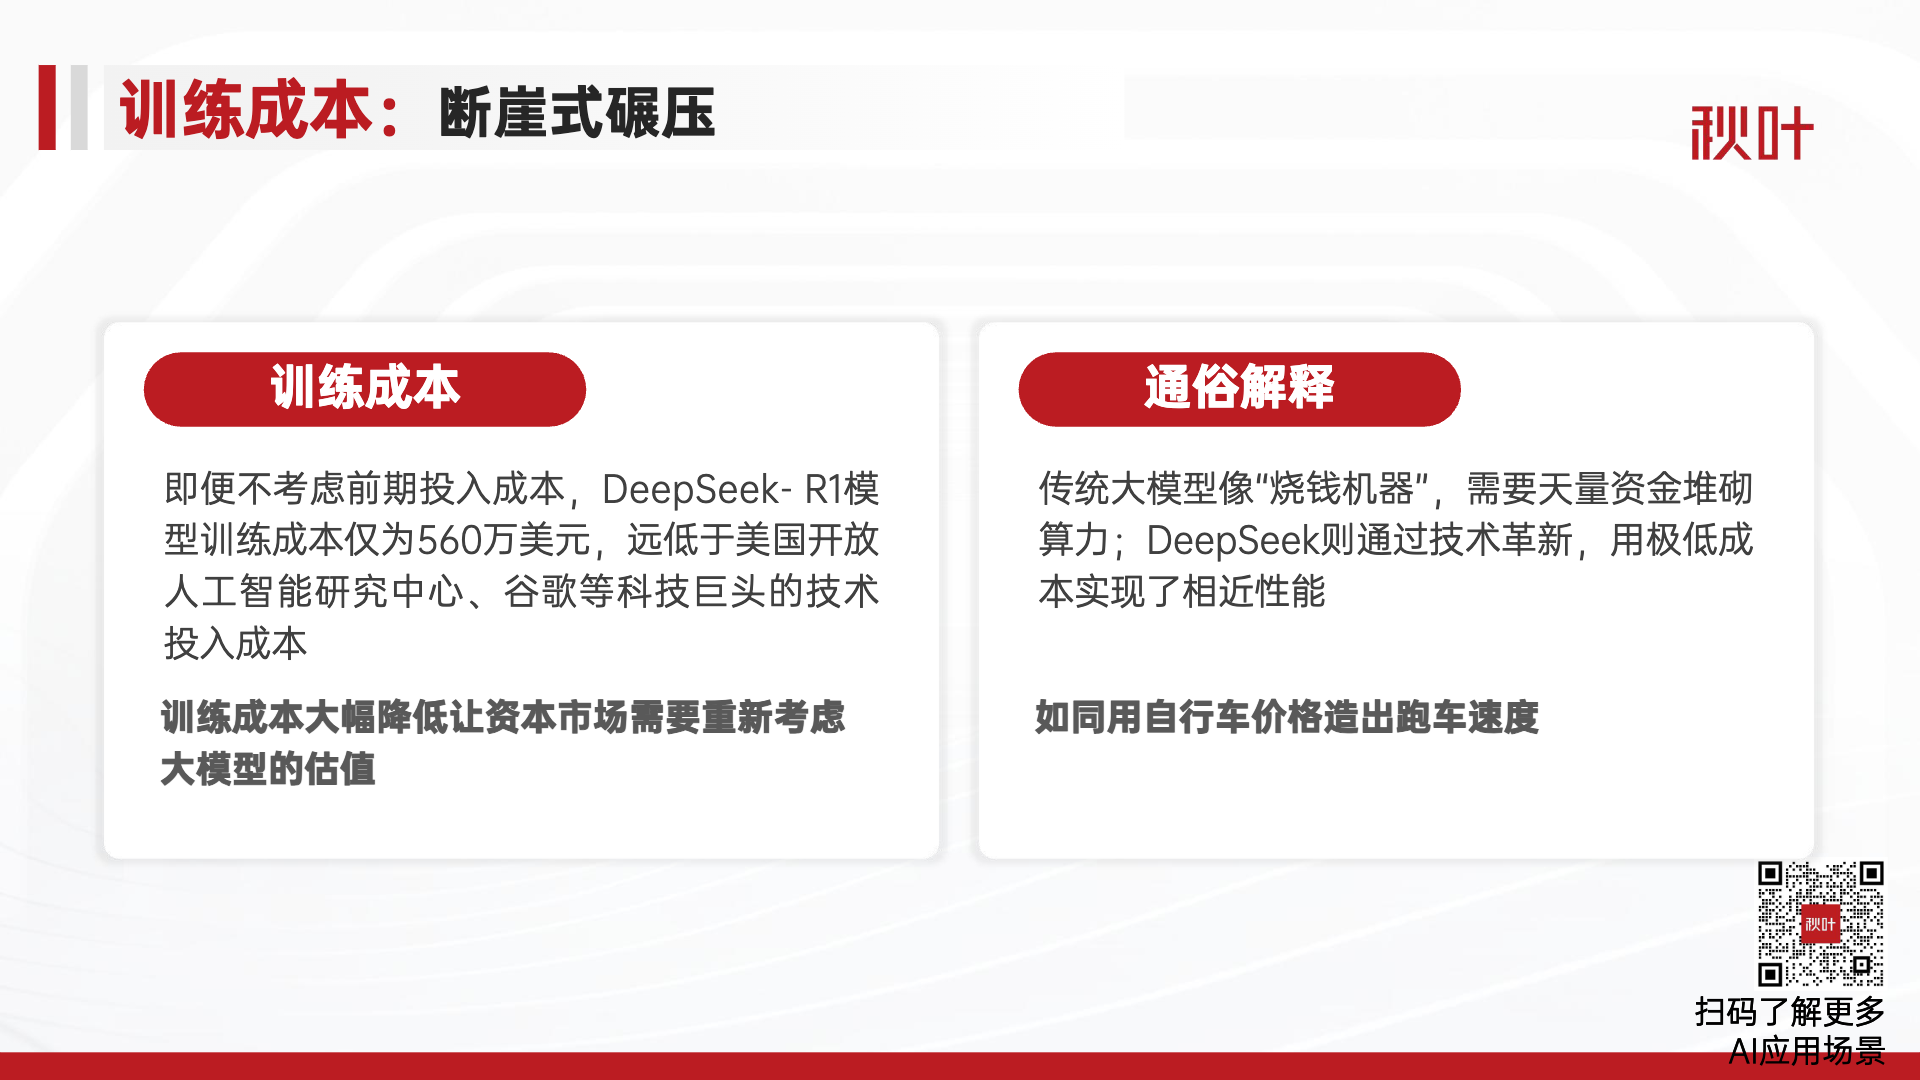 训练成本：断崖式碾压
秋叶
训练成本
即便不考虑前期投入成本，DeepSeek- R1模
型训练成本仅为560万美元，远低于美国开放
人工智能研究中心、谷歌等科技巨头的技术
投入成本
训练成本大幅降低让资本市场需要重新考虑
大模型的估值
通俗解释
传统大模型像“烧钱机器”，需要天量资金堆砌
算力；DeepSeek则通过技术革新，用极低成
本实现了相近性能
如同用自行车价格造出跑车速度
秋叶
扫码了解更多
AI应用场景